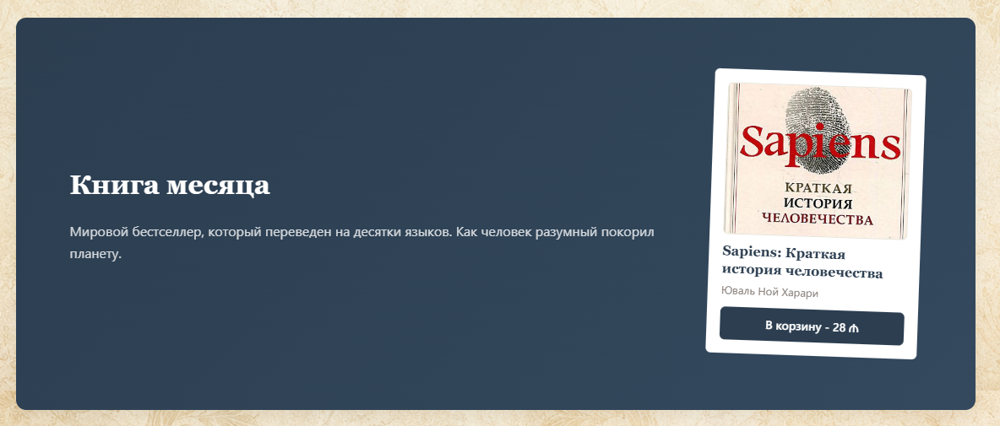 Книга месяца
Мировой бестселлер, который переведен на десятки языков. Как человек разумный покорил
планету.
Sapiens
КРАТКАЯ
ИСТОРИЯ
ЧЕЛОВЕЧЕСТВА
Sapiens: Краткая
история человечества
Юваль Ной Харари
В корзину - 28 ₼